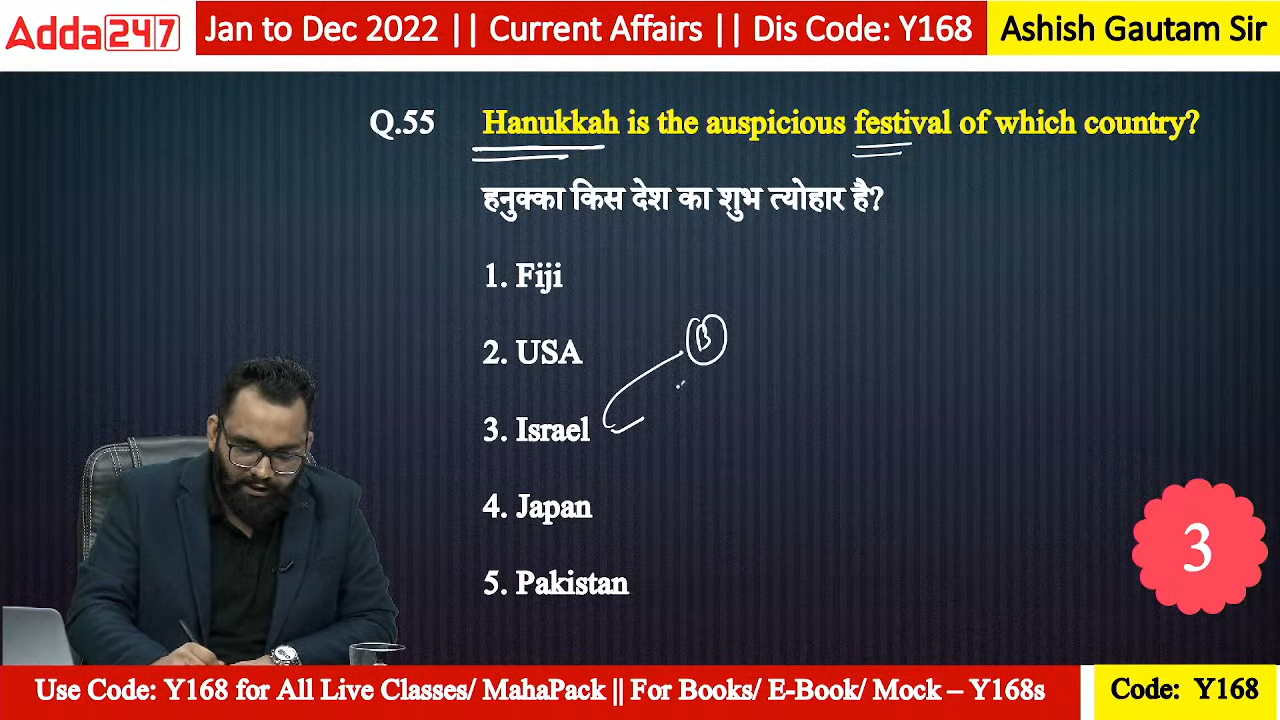 Adda247 Jan to Dec 2022 || Current Affairs || Dis Code: Y168 Ashish Gautam Sir
Q.55 Hanukkah is the auspicious festival of which country?
हनुक्का किस देश का शुभ त्योहार है?
1. Fiji
2. USA
B
3. Israel
4. Japan
3
5. Pakistan
Use Code: Y168 for All Live Classes/ MahaPack || For Books/ E-Book/ Mock – Y168s Code: Y168